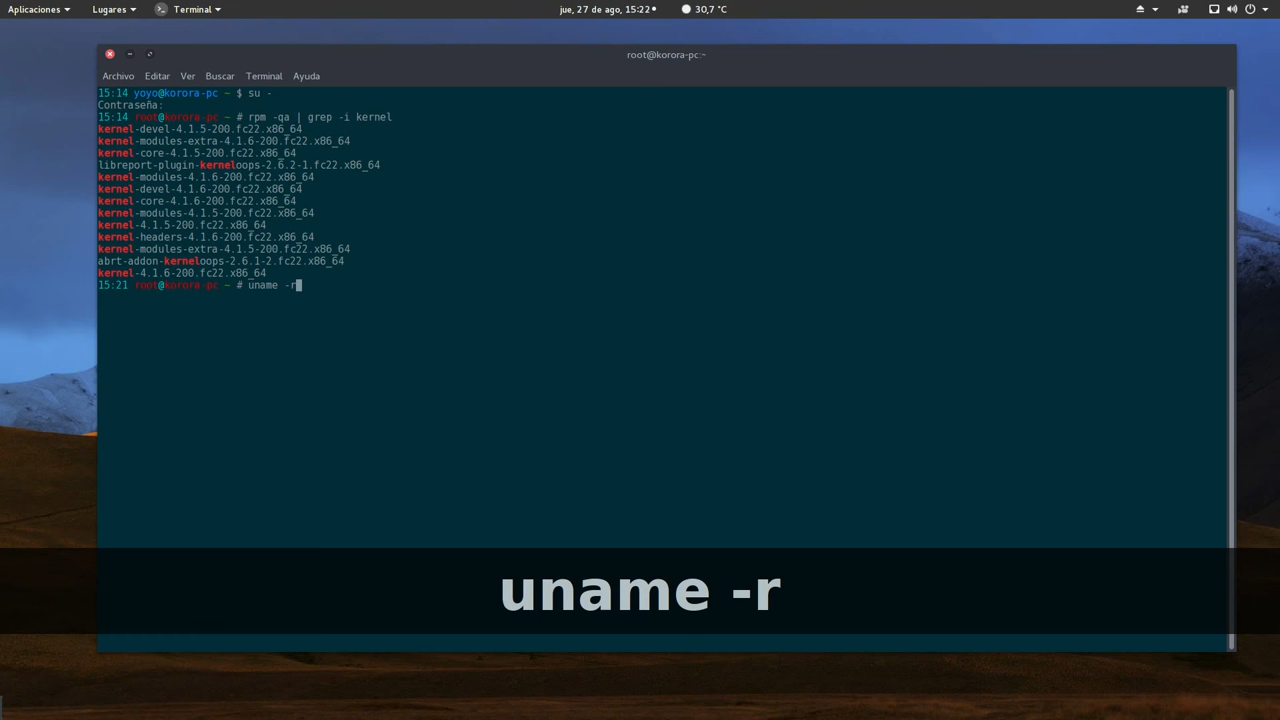 Aplicaciones Lugares Terminal jue, 27 de ago, 15:22 30,7 °C
root@korora-pc:~
Archivo Editar Ver Buscar Terminal Ayuda
15:14 yoyo@korora-pc ~ $ su -
Contraseña:
15:14 root@korora-pc ~ # rpm -qa | grep -i kernel
kernel-devel-4.1.5-200.fc22.x86_64
kernel-modules-extra-4.1.6-200.fc22.x86_64
kernel-core-4.1.5-200.fc22.x86_64
libreport-plugin-kerneloops-2.6.2-1.fc22.x86_64
kernel-modules-4.1.6-200.fc22.x86_64
kernel-devel-4.1.6-200.fc22.x86_64
kernel-core-4.1.6-200.fc22.x86_64
kernel-modules-4.1.5-200.fc22.x86_64
kernel-4.1.5-200.fc22.x86_64
kernel-headers-4.1.6-200.fc22.x86_64
kernel-modules-extra-4.1.5-200.fc22.x86_64
abrt-addon-kerneloops-2.6.1-2.fc22.x86_64
kernel-4.1.6-200.fc22.x86_64
15:21 root@korora-pc ~ # uname -r
uname -r